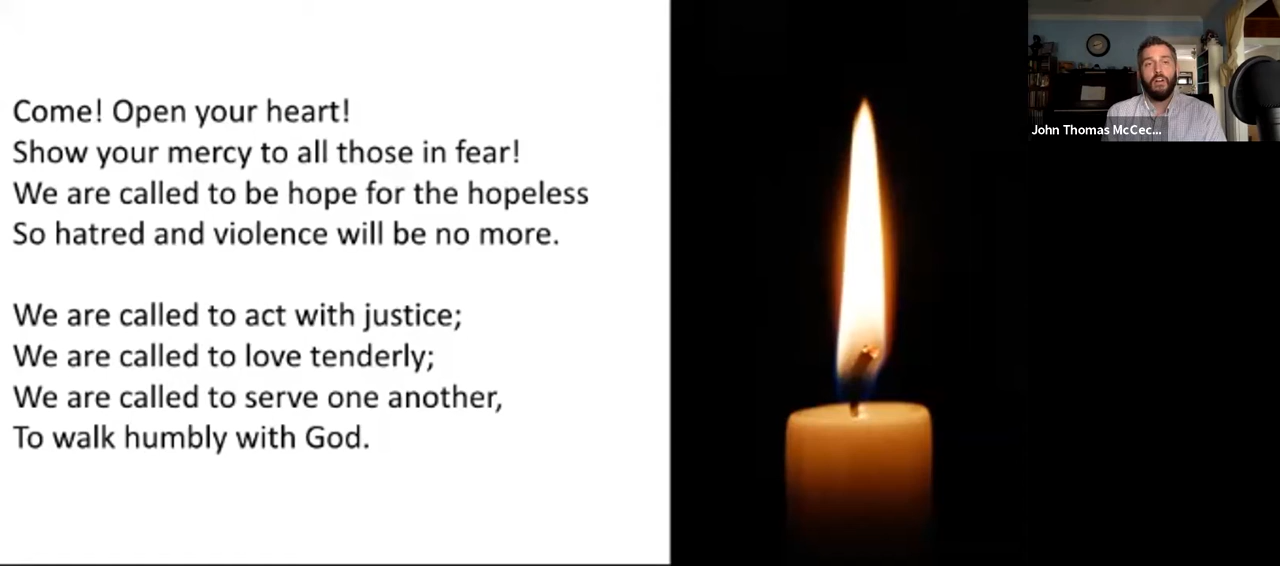 Come! Open your heart!
Show your mercy to all those in fear!
We are called to be hope for the hopeless
So hatred and violence will be no more.
We are called to act with justice;
We are called to love tenderly;
We are called to serve one another,
To walk humbly with God.
John Thomas McCec...